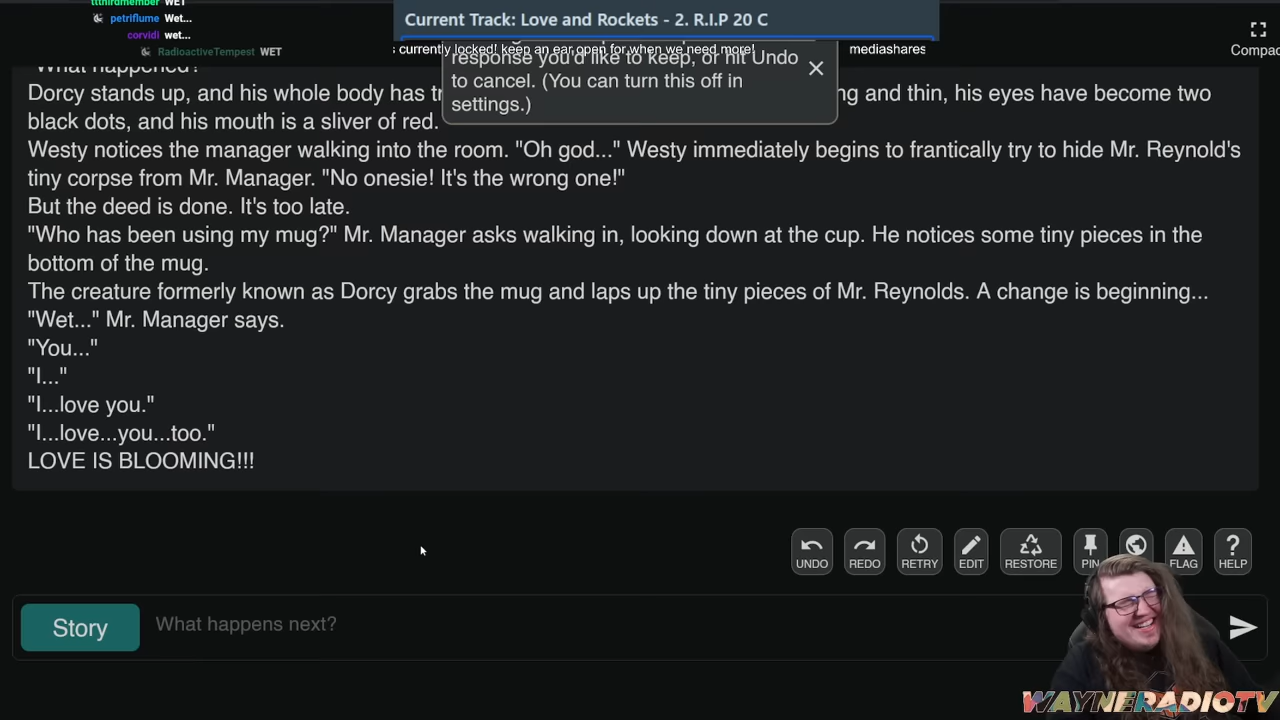 ttthirdmember WET
petriflume Wet...
corvidi wet...
RadioactiveTempest WET
Current Track: Love and Rockets - 2. R.I.P 20 C
s currently locked! keep an ear open for when we need more! mediashares
response you'd like to keep, or hit Undo
to cancel. (You can turn this off in
settings.)
Compac
"What happened?"
Dorcy stands up, and his whole body has tr ng and thin, his eyes have become two
black dots, and his mouth is a sliver of red.
Westy notices the manager walking into the room. "Oh god..." Westy immediately begins to frantically try to hide Mr. Reynold's
tiny corpse from Mr. Manager. "No onesie! It's the wrong one!"
But the deed is done. It's too late.
"Who has been using my mug?" Mr. Manager asks walking in, looking down at the cup. He notices some tiny pieces in the
bottom of the mug.
The creature formerly known as Dorcy grabs the mug and laps up the tiny pieces of Mr. Reynolds. A change is beginning...
"Wet..." Mr. Manager says.
"You..."
"I..."
"I...love you."
"I...love...you...too."
LOVE IS BLOOMING!!!
UNDO REDO RETRY EDIT RESTORE PIN FLAG HELP
Story What happens next?
WAYNERADIOTV